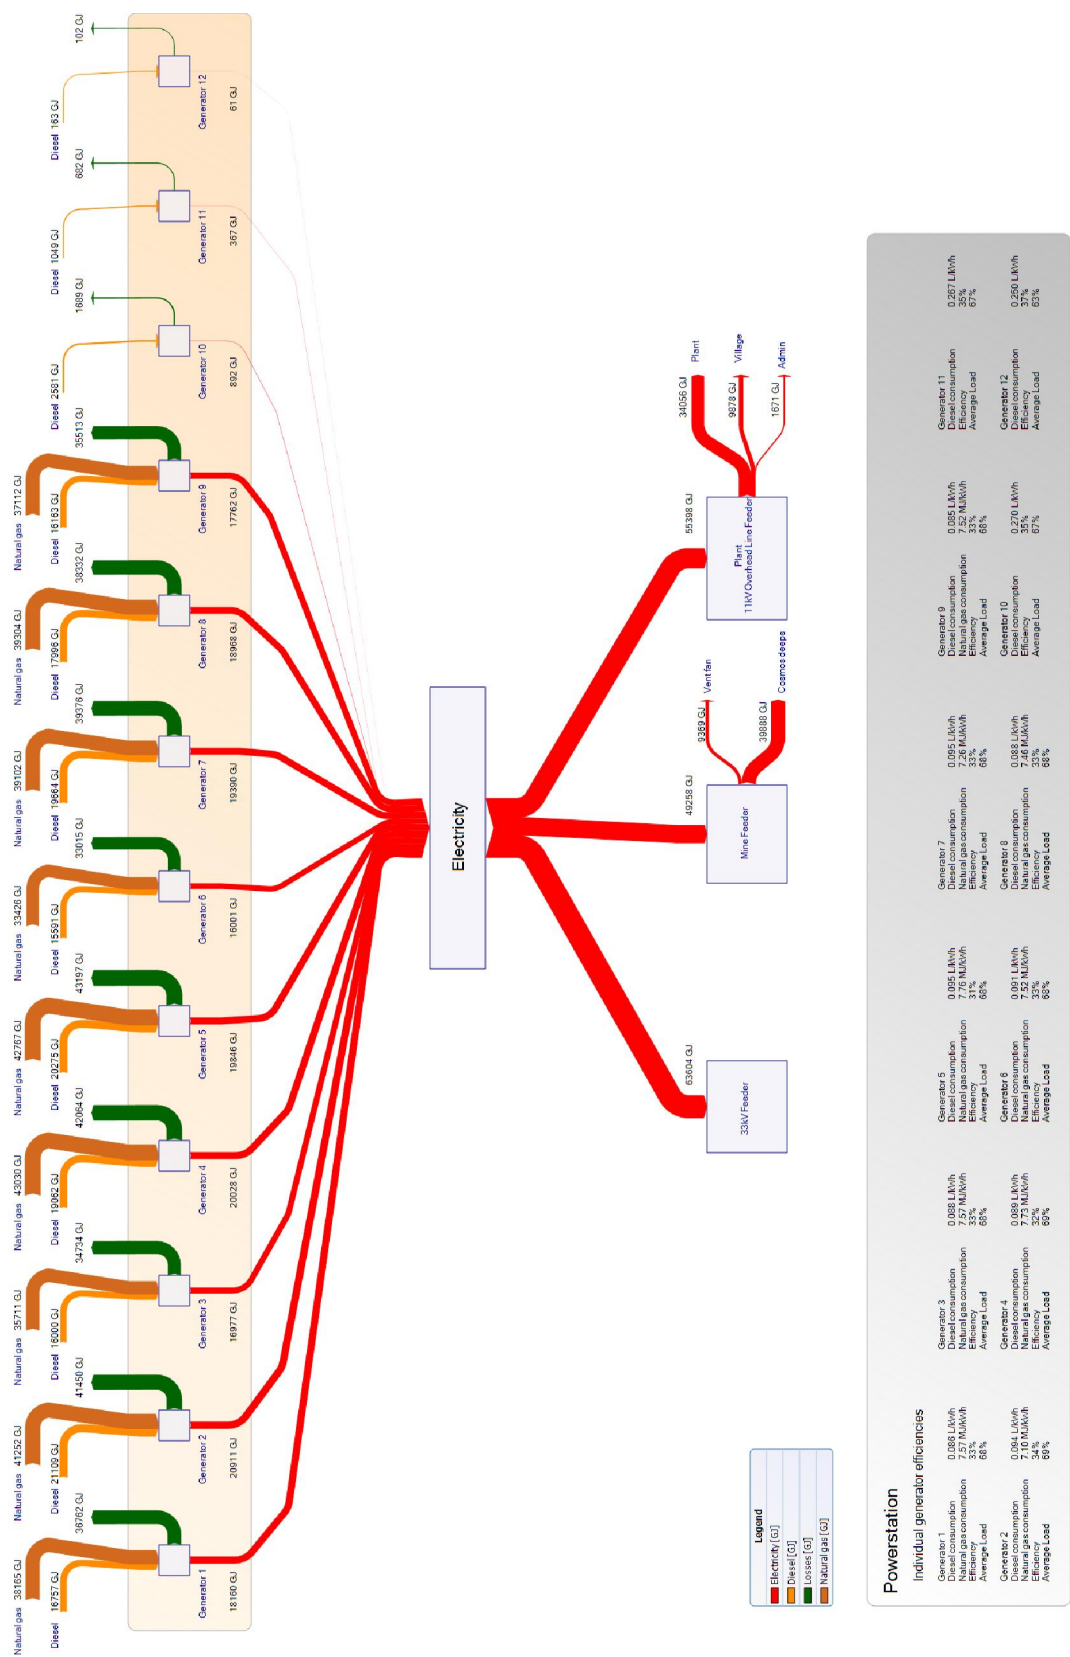 Natural gas 38165 GJ
Diesel 16757 GJ
36762 GJ
Generator 1
18160 GJ
Natural gas 41252 GJ
Diesel 21109 GJ
41450 GJ
Generator 2
20911 GJ
Natural gas 35711 GJ
Diesel 16000 GJ
34734 GJ
Generator 3
16977 GJ
Natural gas 43030 GJ
Diesel 19062 GJ
42064 GJ
Generator 4
20028 GJ
Natural gas 42767 GJ
Diesel 20275 GJ
43197 GJ
Generator 5
19846 GJ
Natural gas 33426 GJ
Diesel 15591 GJ
33015 GJ
Generator 6
16001 GJ
Natural gas 39102 GJ
Diesel 19664 GJ
39376 GJ
Generator 7
19390 GJ
Natural gas 39304 GJ
Diesel 17996 GJ
38332 GJ
Generator 8
18968 GJ
Natural gas 37112 GJ
Diesel 16163 GJ
35513 GJ
Generator 9
17762 GJ
Diesel 2581 GJ
1689 GJ
Generator 10
892 GJ
Diesel 1049 GJ
682 GJ
Generator 11
367 GJ
Diesel 163 GJ
102 GJ
Generator 12
61 GJ
Electricity
63604 GJ
33kV Feeder
49258 GJ
Mine Feeder
9369 GJ
Vent fan
39888 GJ
Cosmos deeps
55398 GJ
Plant
11kV Overhead Line Feeder
34056 GJ
Plant
9878 GJ
Village
1671 GJ
Admin
Legend
Electricity [GJ]
Diesel [GJ]
Losses [GJ]
Natural gas [GJ]
Powerstation
Individual generator efficiencies
Generator 1
Diesel consumption 0.086 L/kWh
Natural gas consumption 7.57 MJ/kWh
Efficiency 33%
Average Load 68%
Generator 2
Diesel consumption 0.094 L/kWh
Natural gas consumption 7.10 MJ/kWh
Efficiency 34%
Average Load 69%
Generator 3
Diesel consumption 0.088 L/kWh
Natural gas consumption 7.57 MJ/kWh
Efficiency 33%
Average Load 68%
Generator 4
Diesel consumption 0.089 L/kWh
Natural gas consumption 7.73 MJ/kWh
Efficiency 32%
Average Load 69%
Generator 5
Diesel consumption 0.095 L/kWh
Natural gas consumption 7.76 MJ/kWh
Efficiency 31%
Average Load 68%
Generator 6
Diesel consumption 0.091 L/kWh
Natural gas consumption 7.52 MJ/kWh
Efficiency 33%
Average Load 68%
Generator 7
Diesel consumption 0.095 L/kWh
Natural gas consumption 7.26 MJ/kWh
Efficiency 33%
Average Load 68%
Generator 8
Diesel consumption 0.088 L/kWh
Natural gas consumption 7.46 MJ/kWh
Efficiency 33%
Average Load 68%
Generator 9
Diesel consumption 0.085 L/kWh
Natural gas consumption 7.52 MJ/kWh
Efficiency 33%
Average Load 68%
Generator 10
Diesel consumption 0.270 L/kWh
Efficiency 35%
Average Load 67%
Generator 11
Diesel consumption 0.267 L/kWh
Efficiency 35%
Average Load 67%
Generator 12
Diesel consumption 0.250 L/kWh
Efficiency 37%
Average Load 63%